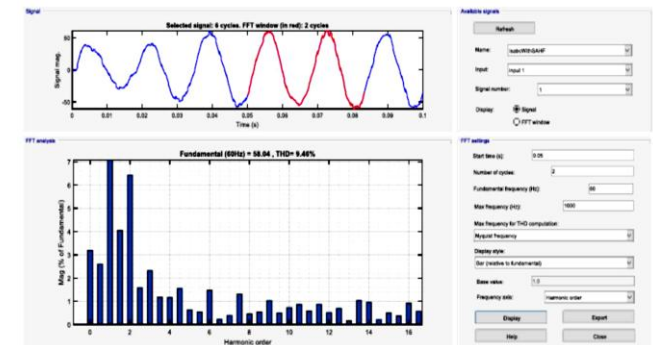 Signal
Selected signal: 6 cycles. FFT window (in red): 2 cycles
Signal mag.
50
0
-50
0
0.01
0.02
0.03
0.04
0.05
0.06
0.07
0.08
0.09
0.1
Time (s)
FFT analysis
Fundamental (60Hz) = 58.04 , THD= 9.46%
Mag (% of Fundamental)
7
6
5
4
3
2
1
0
0
2
4
6
8
10
12
14
16
Harmonic order
Available signals
Refresh
Name:
Input:
input 1
Signal number:
1
Display:
Signal
FFT window
FFT settings
Start time (s):
0.05
Number of cycles:
2
Fundamental frequency (Hz):
60
Max frequency (Hz):
1000
Max frequency for THD computation:
Nyquist frequency
Display style:
Bar (relative to fundamental)
Base value:
1.0
Frequency axis:
Harmonic order
Display
Export
Help
Close